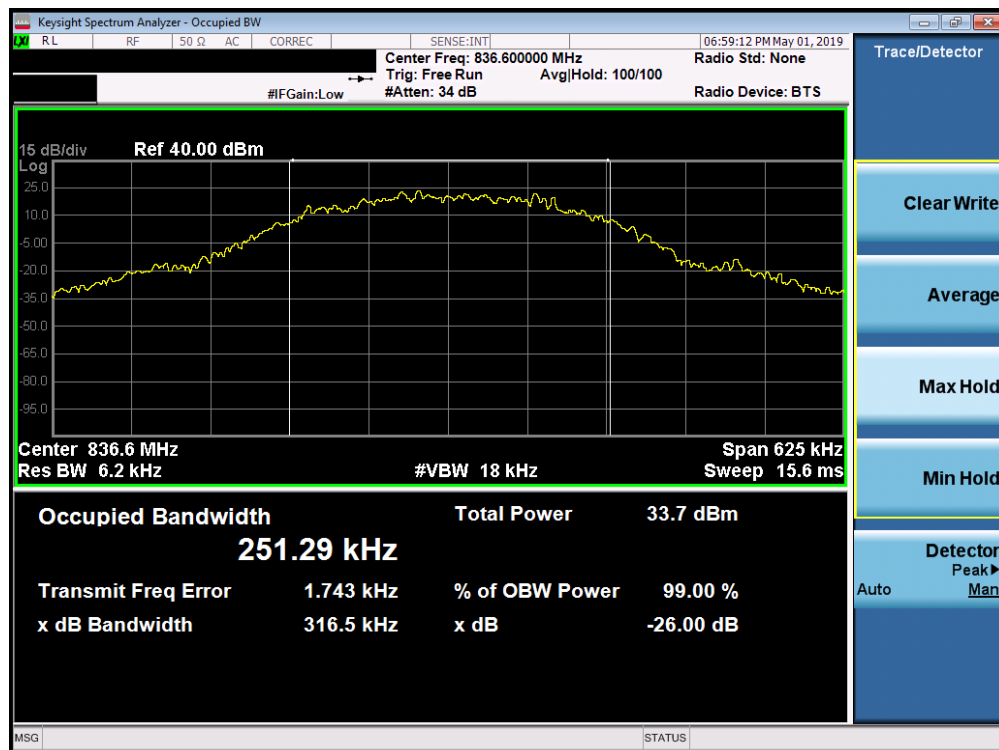 Keysight Spectrum Analyzer - Occupied BW
LXI RL RF 50 Ω AC CORREC SENSE:INT 06:59:12 PM May 01, 2019
Center Freq: 836.600000 MHz Radio Std: None
Trig: Free Run Avg|Hold: 100/100
#IFGain:Low #Atten: 34 dB Radio Device: BTS
15 dB/div Ref 40.00 dBm
Log
25.0
10.0
-5.00
-20.0
-35.0
-50.0
-65.0
-80.0
-95.0
Center 836.6 MHz Span 625 kHz
Res BW 6.2 kHz #VBW 18 kHz Sweep 15.6 ms
Occupied Bandwidth Total Power 33.7 dBm
251.29 kHz
Transmit Freq Error 1.743 kHz % of OBW Power 99.00 %
x dB Bandwidth 316.5 kHz x dB -26.00 dB
MSG STATUS
Trace/Detector
Clear Write
Average
Max Hold
Min Hold
Detector
Peak▶
Auto Man